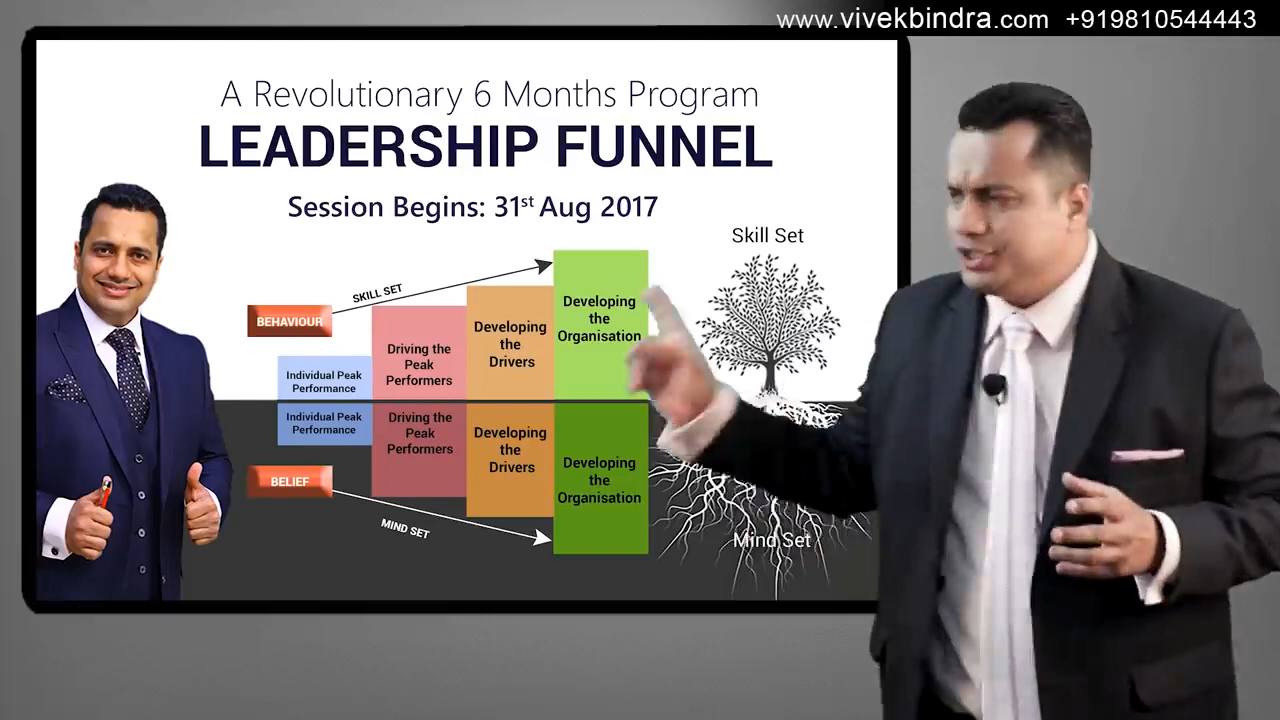 www.vivekbindra.com +919810544443
A Revolutionary 6 Months Program
LEADERSHIP FUNNEL
Session Begins: 31st Aug 2017
Skill Set
SKILL SET
BEHAVIOUR
Individual Peak
Performance
Driving the
Peak
Performers
Developing
the
Drivers
Developing
the
Organisation
Individual Peak
Performance
Driving the
Peak
Performers
Developing
the
Drivers
Developing
the
Organisation
BELIEF
MIND SET
Mind Set